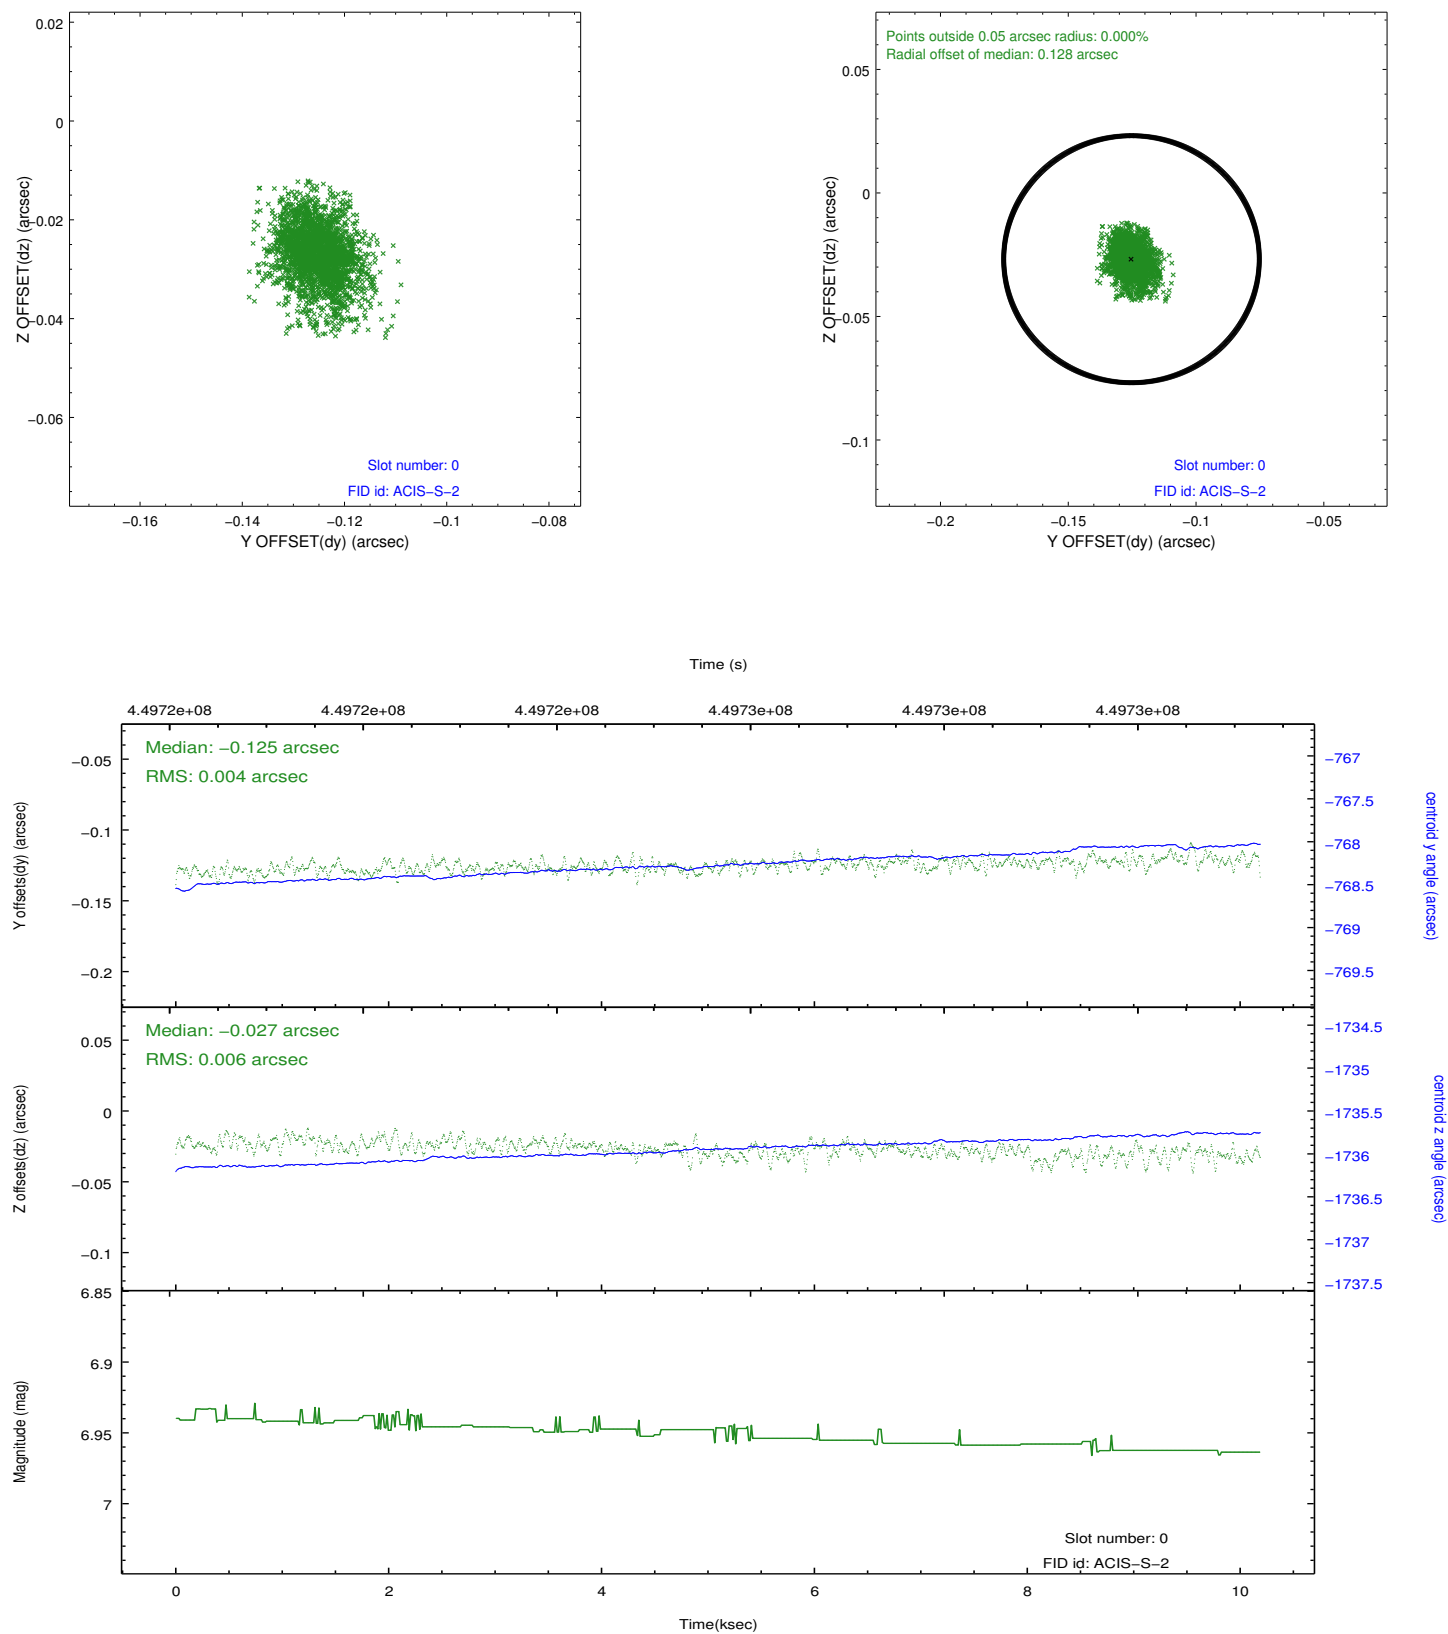 0.02
0
−0.02
−0.04
−0.06
Z OFFSET(dz) (arcsec)
Slot number: 0
FID id: ACIS−S−2
−0.16 −0.14 −0.12 −0.1 −0.08
Y OFFSET(dy) (arcsec)
Points outside 0.05 arcsec radius: 0.000%
Radial offset of median: 0.128 arcsec
0.05
0
−0.05
−0.1
Z OFFSET(dz) (arcsec)
Slot number: 0
FID id: ACIS−S−2
−0.2 −0.15 −0.1 −0.05
Y OFFSET(dy) (arcsec)
Time (s)
4.4972e+08 4.4972e+08 4.4972e+08 4.4973e+08 4.4973e+08 4.4973e+08
Median: −0.125 arcsec
RMS: 0.004 arcsec
−0.05
−0.1
−0.15
−0.2
Y offsets(dy) (arcsec)
−767
−767.5
−768
−768.5
−769
−769.5
centroid y angle (arcsec)
Median: −0.027 arcsec
RMS: 0.006 arcsec
0.05
0
−0.05
−0.1
Z offsets(dz) (arcsec)
−1734.5
−1735
−1735.5
−1736
−1736.5
−1737
−1737.5
centroid z angle (arcsec)
6.85
6.9
6.95
7
Magnitude (mag)
Slot number: 0
FID id: ACIS−S−2
0 2 4 6 8 10
Time(ksec)